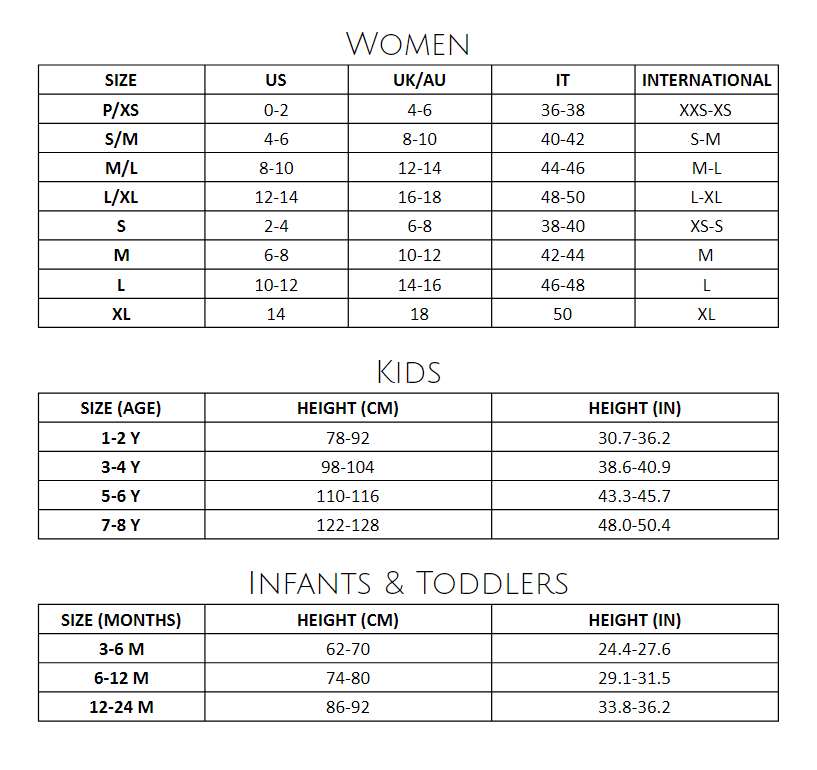 WOMEN
SIZE US UK/AU IT INTERNATIONAL
P/XS 0-2 4-6 36-38 XXS-XS
S/M 4-6 8-10 40-42 S-M
M/L 8-10 12-14 44-46 M-L
L/XL 12-14 16-18 48-50 L-XL
S 2-4 6-8 38-40 XS-S
M 6-8 10-12 42-44 M
L 10-12 14-16 46-48 L
XL 14 18 50 XL
KIDS
SIZE (AGE) HEIGHT (CM) HEIGHT (IN)
1-2 Y 78-92 30.7-36.2
3-4 Y 98-104 38.6-40.9
5-6 Y 110-116 43.3-45.7
7-8 Y 122-128 48.0-50.4
INFANTS & TODDLERS
SIZE (MONTHS) HEIGHT (CM) HEIGHT (IN)
3-6 M 62-70 24.4-27.6
6-12 M 74-80 29.1-31.5
12-24 M 86-92 33.8-36.2